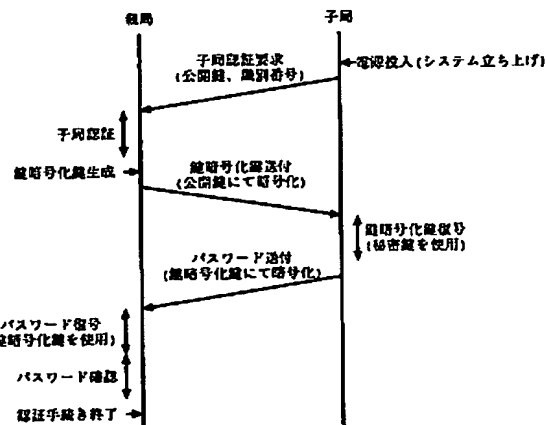 親局
子局
子局認証要求
(公開鍵、識別番号)
電源投入(システム立ち上げ)
子局認証
鍵暗号化鍵生成
鍵暗号化鍵送付
(公開鍵にて暗号化)
鍵暗号化鍵復号
(秘密鍵を使用)
パスワード送付
(鍵暗号化鍵にて暗号化)
パスワード復号
鍵暗号化鍵を使用)
パスワード確認
認証手続き終了